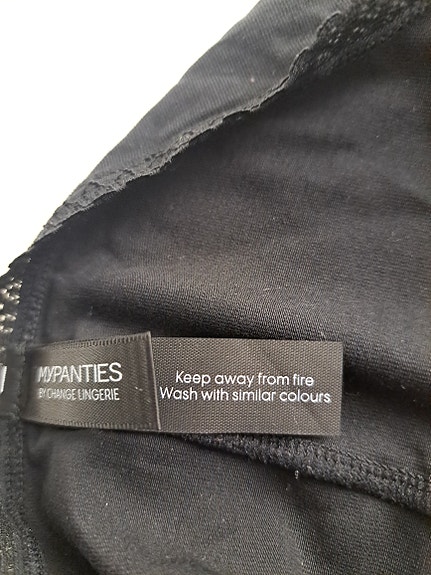 MYPANTIES
BY CHANGE LINGERIE
Keep away from fire
Wash with similar colours